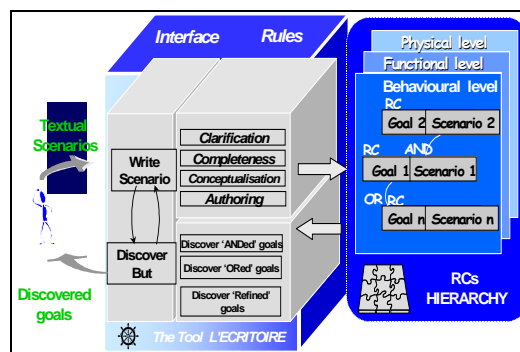 Interface Rules
Physical level
Functional level
Behavioural level
Textual
Scenarios
Write
Scenario
Discover
But
Discovered
goals
Clarification
Completeness
Conceptualisation
Authoring
Discover 'ANDed' goals
Discover 'ORed' goals
Discover 'Refined'
goals
The Tool L'ECRITOIRE
RC
Goal 2 Scenario 2
RC AND
Goal 1 Scenario 1
OR RC
Goal n Scenario n
RCs
HIERARCHY